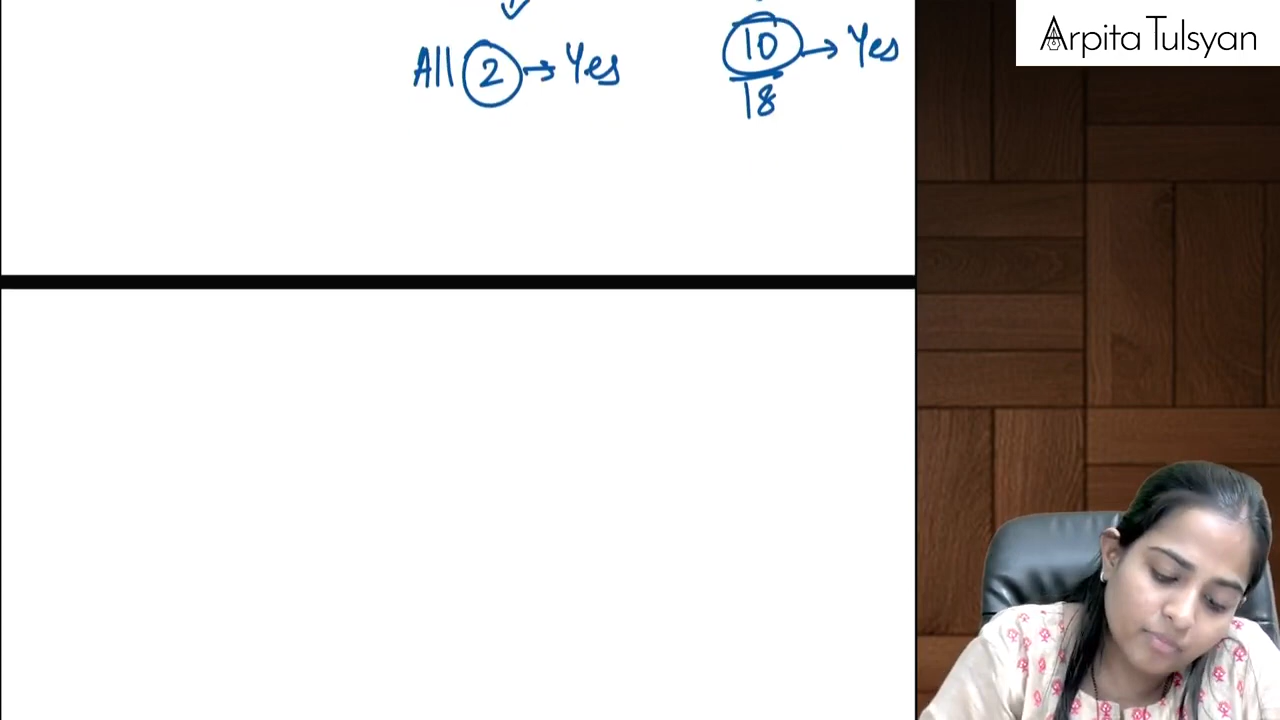 Arpita Tulsyan
All 2 → Yes
10 → Yes
18